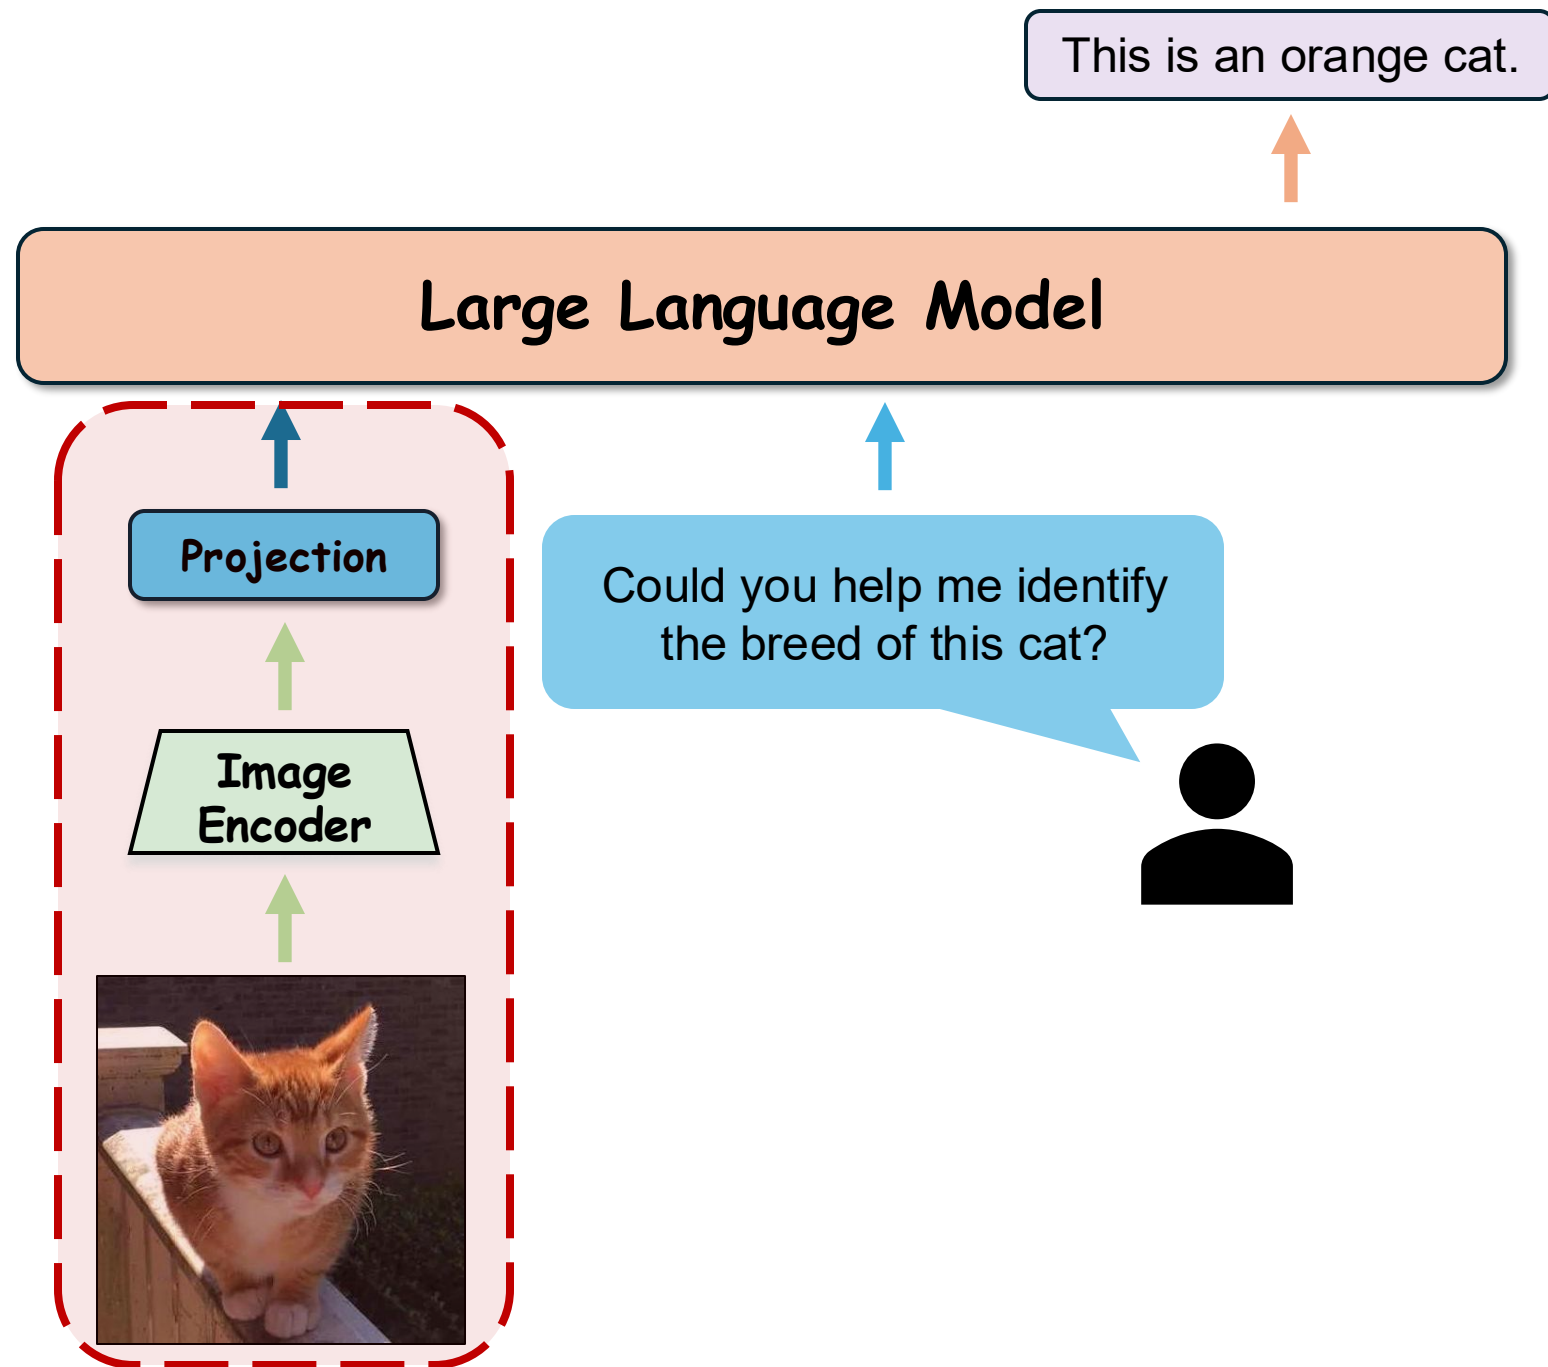 This is an orange cat.
Large Language Model
Projection
Could you help me identify
the breed of this cat?
Image
Encoder